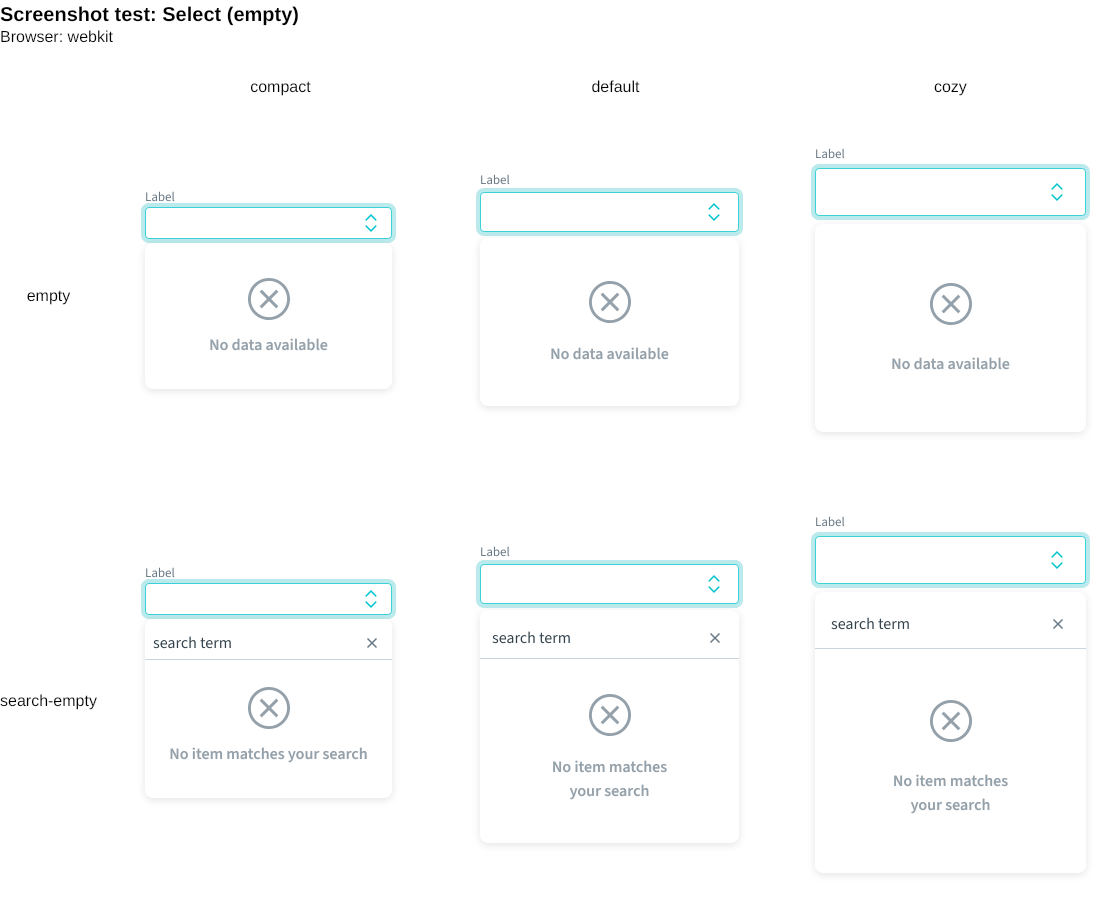 Screenshot test: Select (empty)
Browser: webkit
compact
default
cozy
empty
Label
No data available
Label
No data available
Label
No data available
search-empty
Label
search term
No item matches your search
Label
search term
No item matches
your search
Label
search term
No item matches
your search